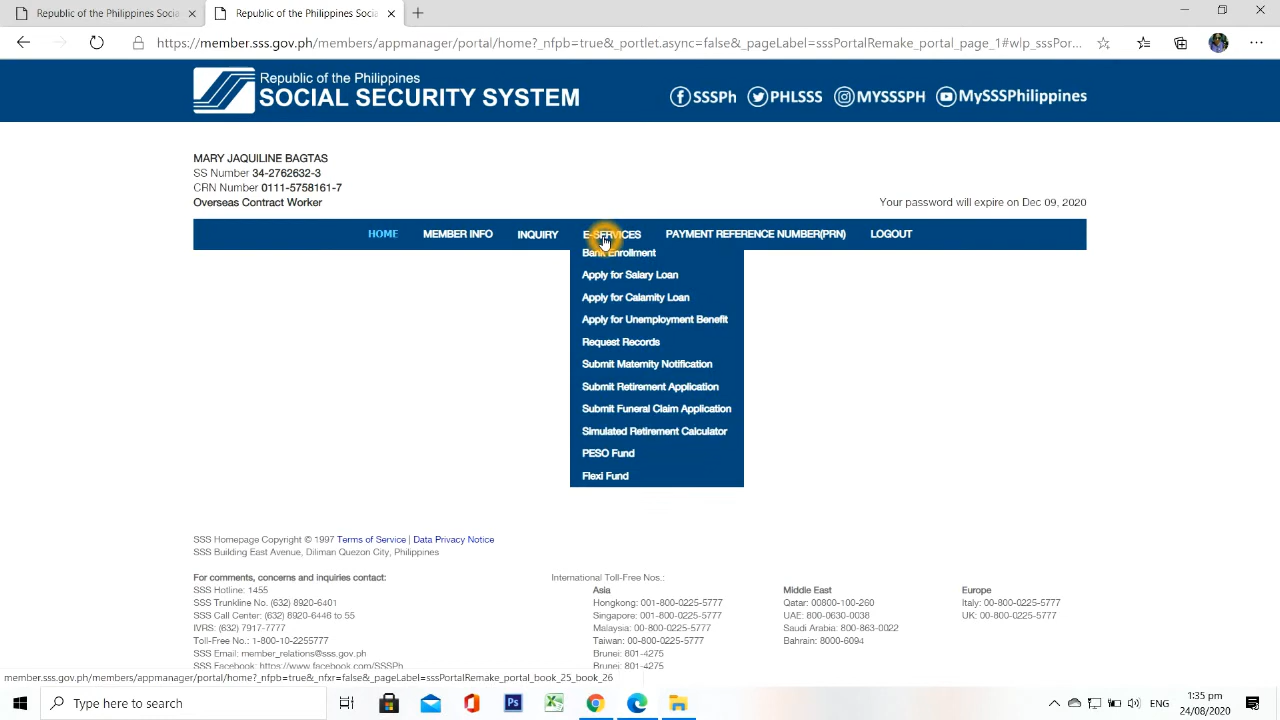 Republic of the Philippines
Republic of the Philippines
https://member.sss.gov.ph/members/appmanager/portal/home?_nfpb=true&_portlet.async=false&_pageLabel=sssPortalRemake_portal_page_1#wlp_sssPor...
Republic of the Philippines
SOCIAL SECURITY SYSTEM
SSSPh PHLSSS MYSSSPH MySSSPhilippines
MARY JAQUILINE BAGTAS
SS Number 34-2762632-3
CRN Number 0111-5758161-7
Overseas Contract Worker
Your password will expire on Dec 09, 2020
HOME MEMBER INFO INQUIRY E-SERVICES PAYMENT REFERENCE NUMBER(PRN) LOGOUT
Bank Enrollment
Apply for Salary Loan
Apply for Calamity Loan
Apply for Unemployment Benefit
Request Records
Submit Maternity Notification
Submit Retirement Application
Submit Funeral Claim Application
Simulated Retirement Calculator
PESO Fund
Flexi Fund
SSS Homepage Copyright © 1997 Terms of Service | Data Privacy Notice
SSS Building East Avenue, Diliman Quezon City, Philippines
For comments, concerns and inquiries contact:
SSS Hotline: 1455
SSS Trunkline No. (632) 8920-6401
SSS Call Center: (632) 8920-6446 to 55
IVRS: (632) 7917-7777
Toll-Free No.: 1-800-10-2255777
SSS Email: member_relations@sss.gov.ph
SSS Facebook: https://www.facebook.com/SSSPh
International Toll-Free Nos.:
Asia
Hongkong: 001-800-0225-5777
Singapore: 001-800-0225-5777
Malaysia: 00-800-0225-5777
Taiwan: 00-800-0225-5777
Brunei: 801-4275
Brunei: 801-4275
Middle East
Qatar: 00800-100-260
UAE: 800-0630-0038
Saudi Arabia: 800-863-0022
Bahrain: 8000-6094
Europe
Italy: 00-800-0225-5777
UK: 00-800-0225-5777
member.sss.gov.ph/members/appmanager/portal/home?_nfpb=true&_nfxr=false&_pageLabel=sssPortalRemake_portal_book_25_book_26
Type here to search
ENG
1:35 pm
24/08/2020